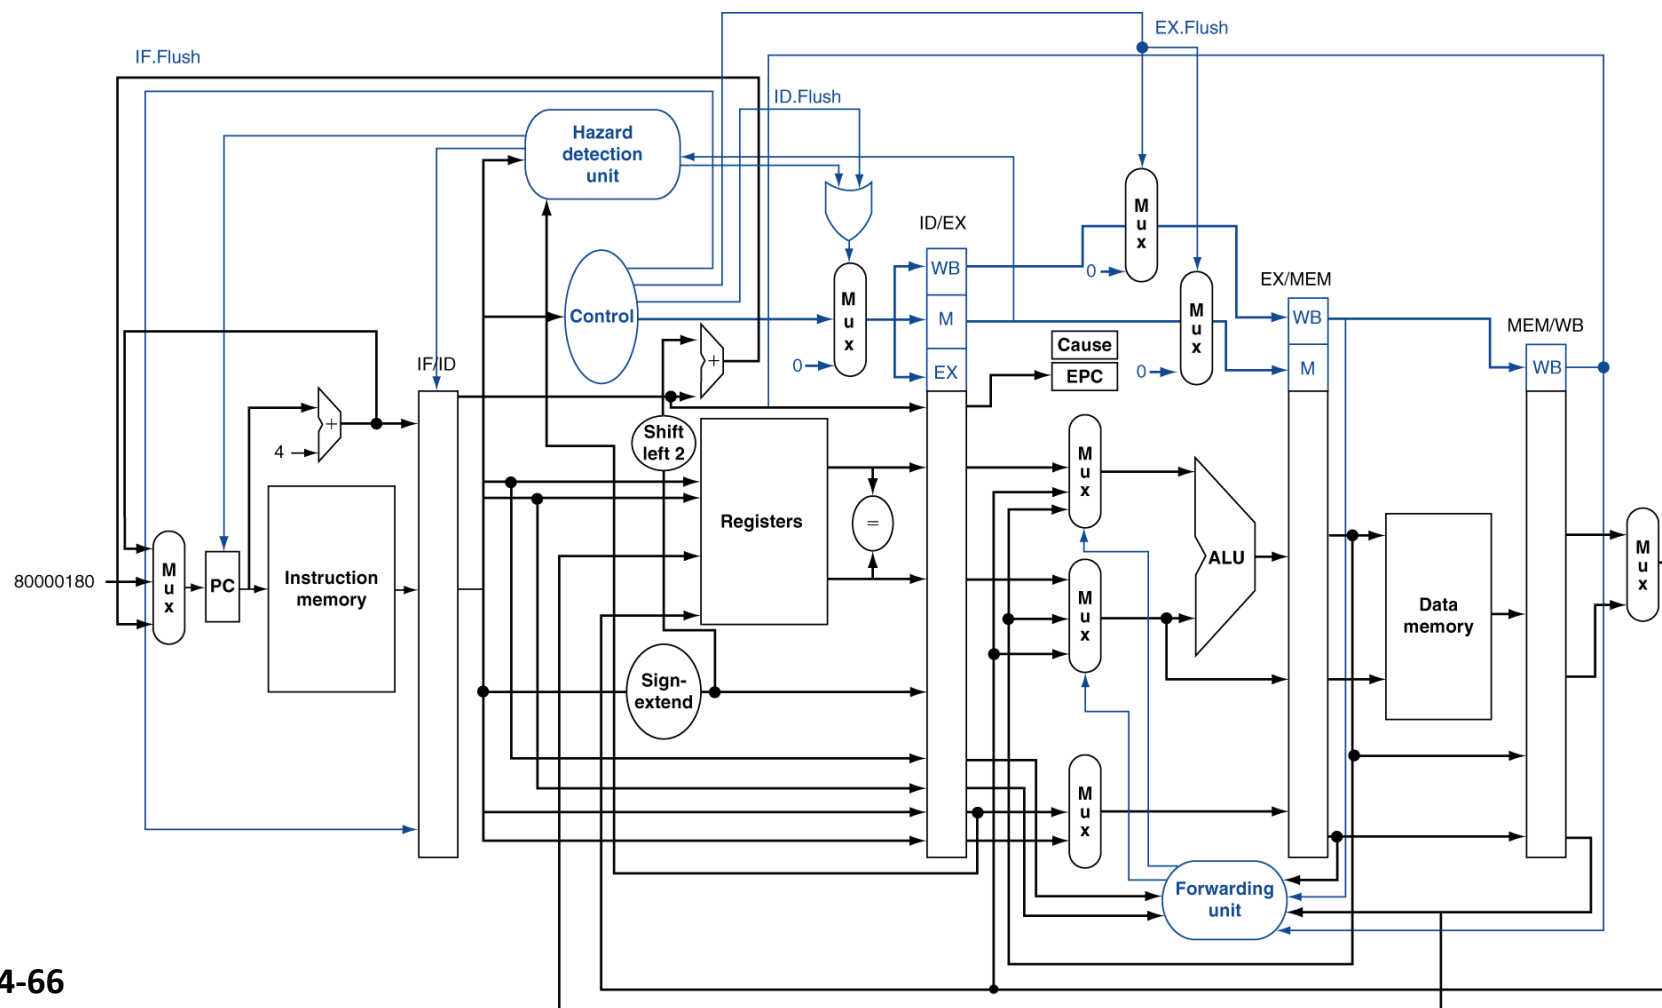 EX.Flush
IF.Flush
ID.Flush
Hazard
detection
unit
M
u
x
ID/EX
0
WB
EX/MEM
M
u
x
M
u
x
Control
M
WB
MEM/WB
Cause
+
IF/ID
0
EX
EPC
0
M
WB
+
4
Shift
left 2
M
u
x
Registers
=
80000180
M
u
x
PC
Instruction
memory
ALU
M
u
x
Data
memory
M
u
x
Sign-
extend
M
u
x
Forwarding
unit
4-66